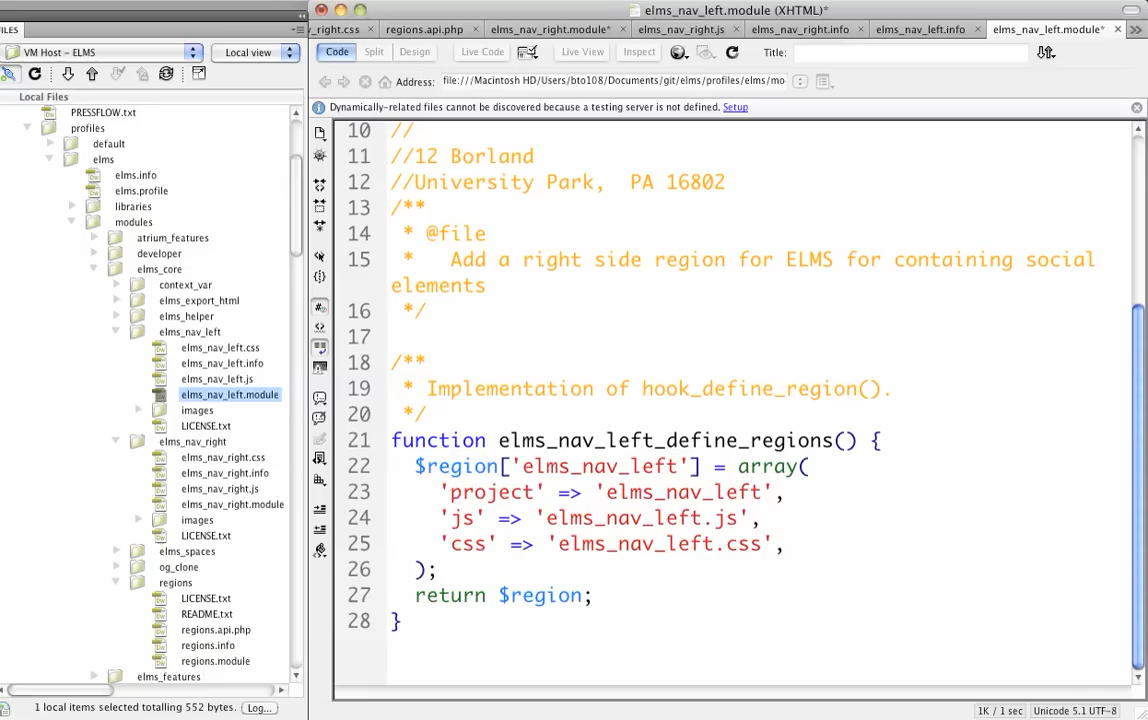 elms_nav_left.module (XHTML)*
FILES
v_right.css ×
regions.api.php ×
elms_nav_right.module* ×
elms_nav_right.js ×
elms_nav_right.info ×
elms_nav_left.info ×
elms_nav_left.module* ×
VM Host – ELMS
Local view
Code Split Design Live Code Live View Inspect Title:
Address: file:///Macintosh HD/Users/bto108/Documents/git/elms/profiles/elms/mo
Local Files
Dynamically-related files cannot be discovered because a testing server is not defined. Setup
PRESSFLOW.txt
profiles
default
elms
elms.info
elms.profile
libraries
modules
atrium_features
developer
elms_core
context_var
elms_export_html
elms_helper
elms_nav_left
elms_nav_left.css
elms_nav_left.info
elms_nav_left.js
elms_nav_left.module
images
LICENSE.txt
elms_nav_right
elms_nav_right.css
elms_nav_right.info
elms_nav_right.js
elms_nav_right.module
images
LICENSE.txt
elms_spaces
og_clone
regions
LICENSE.txt
README.txt
regions.api.php
regions.info
regions.module
elms_features
10 //
11 //12 Borland
12 //University Park,  PA 16802
13 /**
14  * @file
15  *   Add a right side region for ELMS for containing social
elements
16  */
17
18 /**
19  * Implementation of hook_define_region().
20  */
21 function elms_nav_left_define_regions() {
22   $region['elms_nav_left'] = array(
23     'project' => 'elms_nav_left',
24     'js' => 'elms_nav_left.js',
25     'css' => 'elms_nav_left.css',
26   );
27   return $region;
28 }
1 local items selected totalling 552 bytes. Log...
1K / 1 sec Unicode 5.1 UTF-8